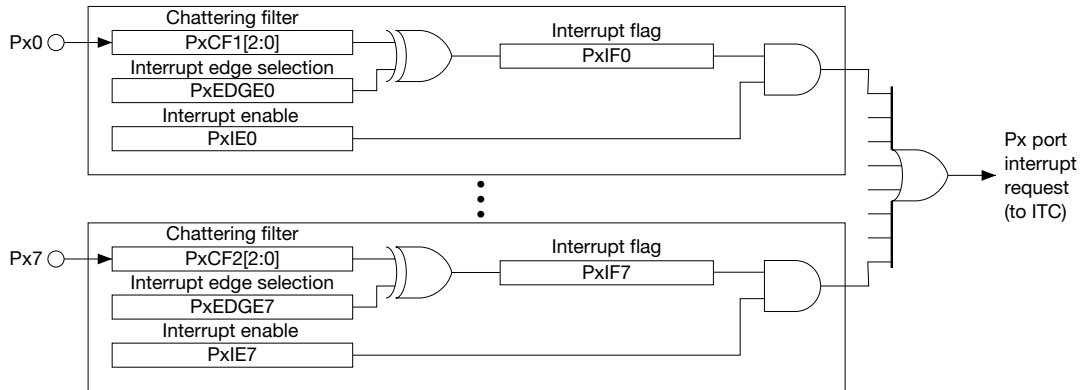 Chattering filter
Px0
PxCF1[2:0]
Interrupt flag
PxIF0
Interrupt edge selection
PxEDGE0
Interrupt enable
PxIE0
Px port
interrupt
request
(to ITC)
Chattering filter
Px7
PxCF2[2:0]
Interrupt flag
PxIF7
Interrupt edge selection
PxEDGE7
Interrupt enable
PxIE7